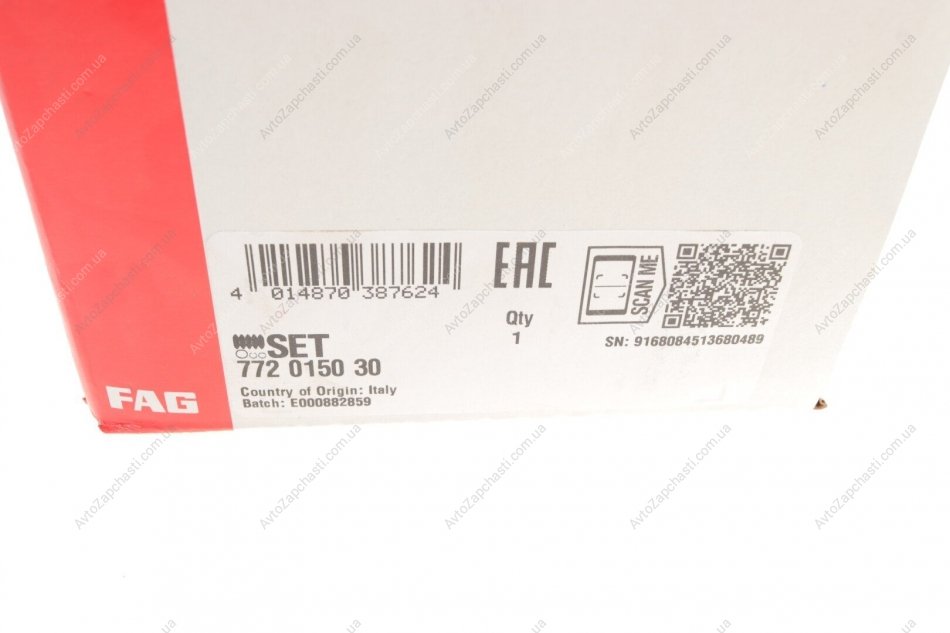 4 014870 387624
EAC
Qty
1
SCAN ME
SN: 9168084513680489
SET
772 0150 30
Country of Origin: Italy
Batch: E000882859
FAG
AvtoZapchasti.com.ua